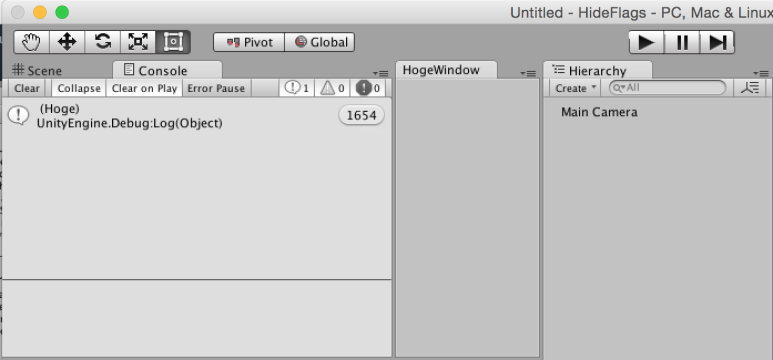 Untitled - HideFlags - PC, Mac & Linux
Pivot Global
Scene Console HogeWindow Hierarchy
Clear Collapse Clear on Play Error Pause 1 0 0 Create All
(Hoge) 1654 Main Camera
UnityEngine.Debug:Log(Object)